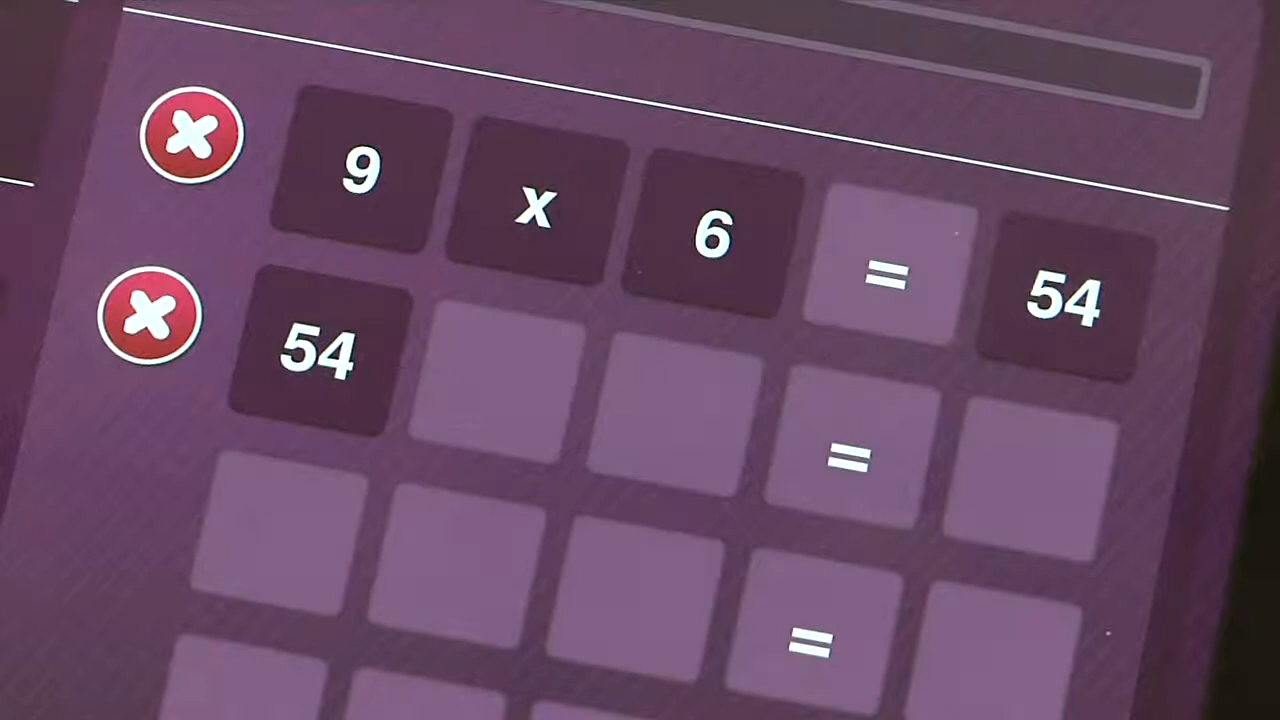 9 x 6 = 54
54 =
=